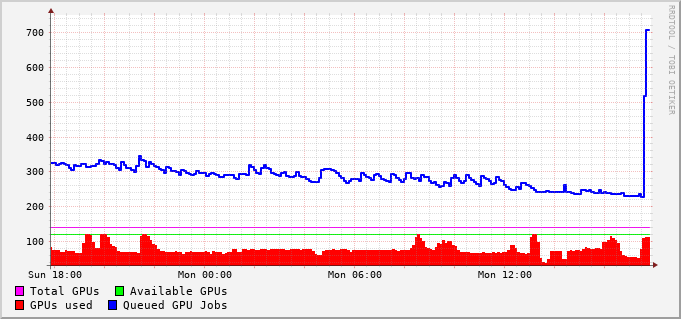 RRDTOOL / TOBI OETIKER
700
600
500
400
300
200
100
Sun 18:00 Mon 00:00 Mon 06:00 Mon 12:00
Total GPUs Available GPUs
GPUs used Queued GPU Jobs